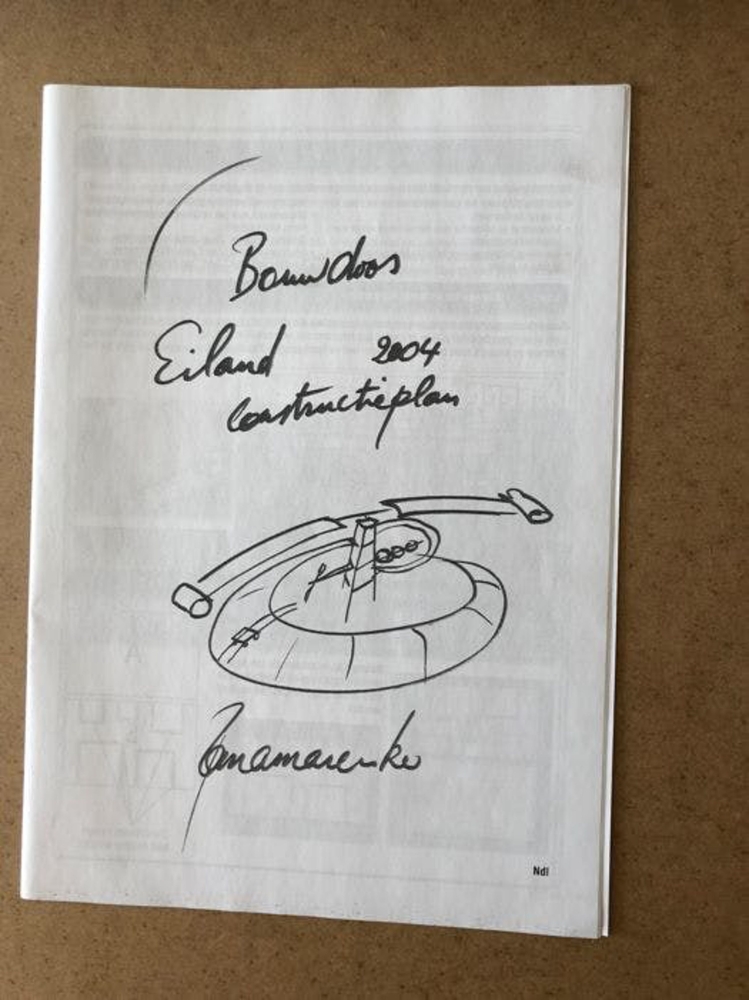 Bouwdoos
Eiland 2004
Constructieplan
Panamarenko
Ndl